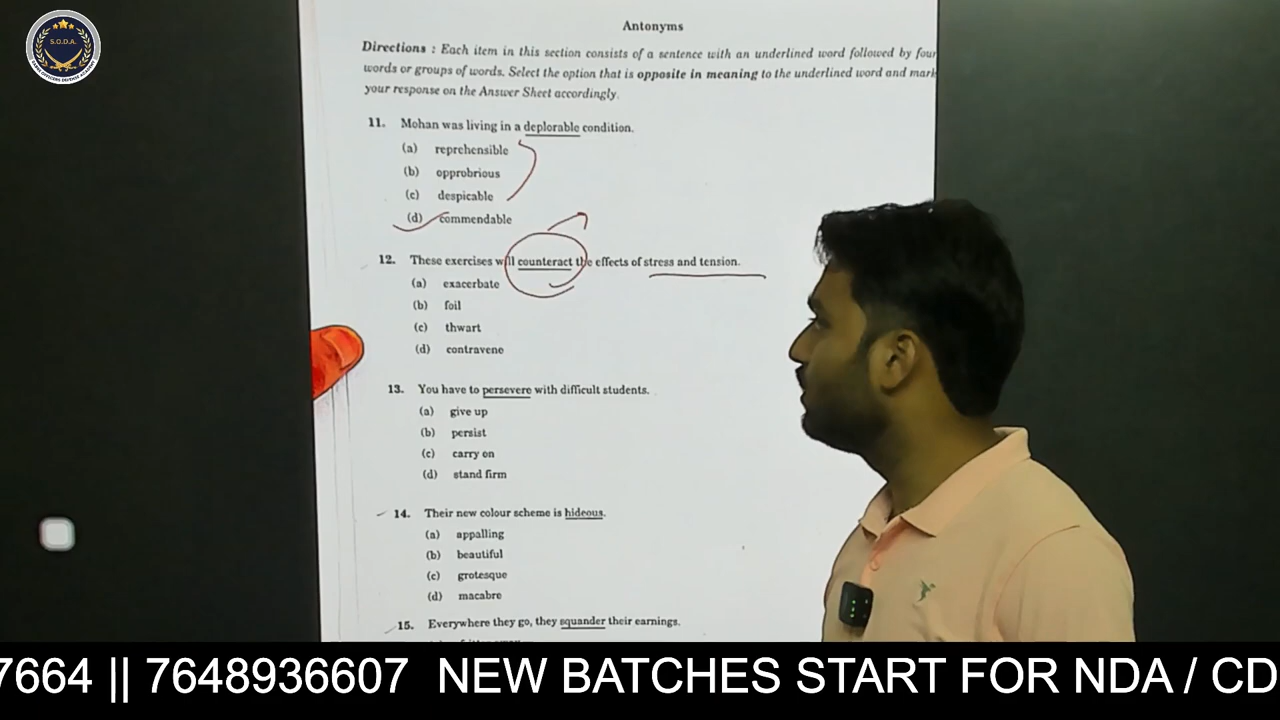 S.O.D.A.
Antonyms
Directions : Each item in this section consists of a sentence with an underlined word followed by four
words or groups of words. Select the option that is opposite in meaning to the underlined word and mark
your response on the Answer Sheet accordingly.
11. Mohan was living in a deplorable condition.
(a) reprehensible
(b) opprobrious
(c) despicable
(d) commendable
12. These exercises will counteract the effects of stress and tension.
(a) exacerbate
(b) foil
(c) thwart
(d) contravene
13. You have to persevere with difficult students.
(a) give up
(b) persist
(c) carry on
(d) stand firm
14. Their new colour scheme is hideous.
(a) appalling
(b) beautiful
(c) grotesque
(d) macabre
15. Everywhere they go, they squander their earnings.
7664 || 7648936607 NEW BATCHES START FOR NDA / CD